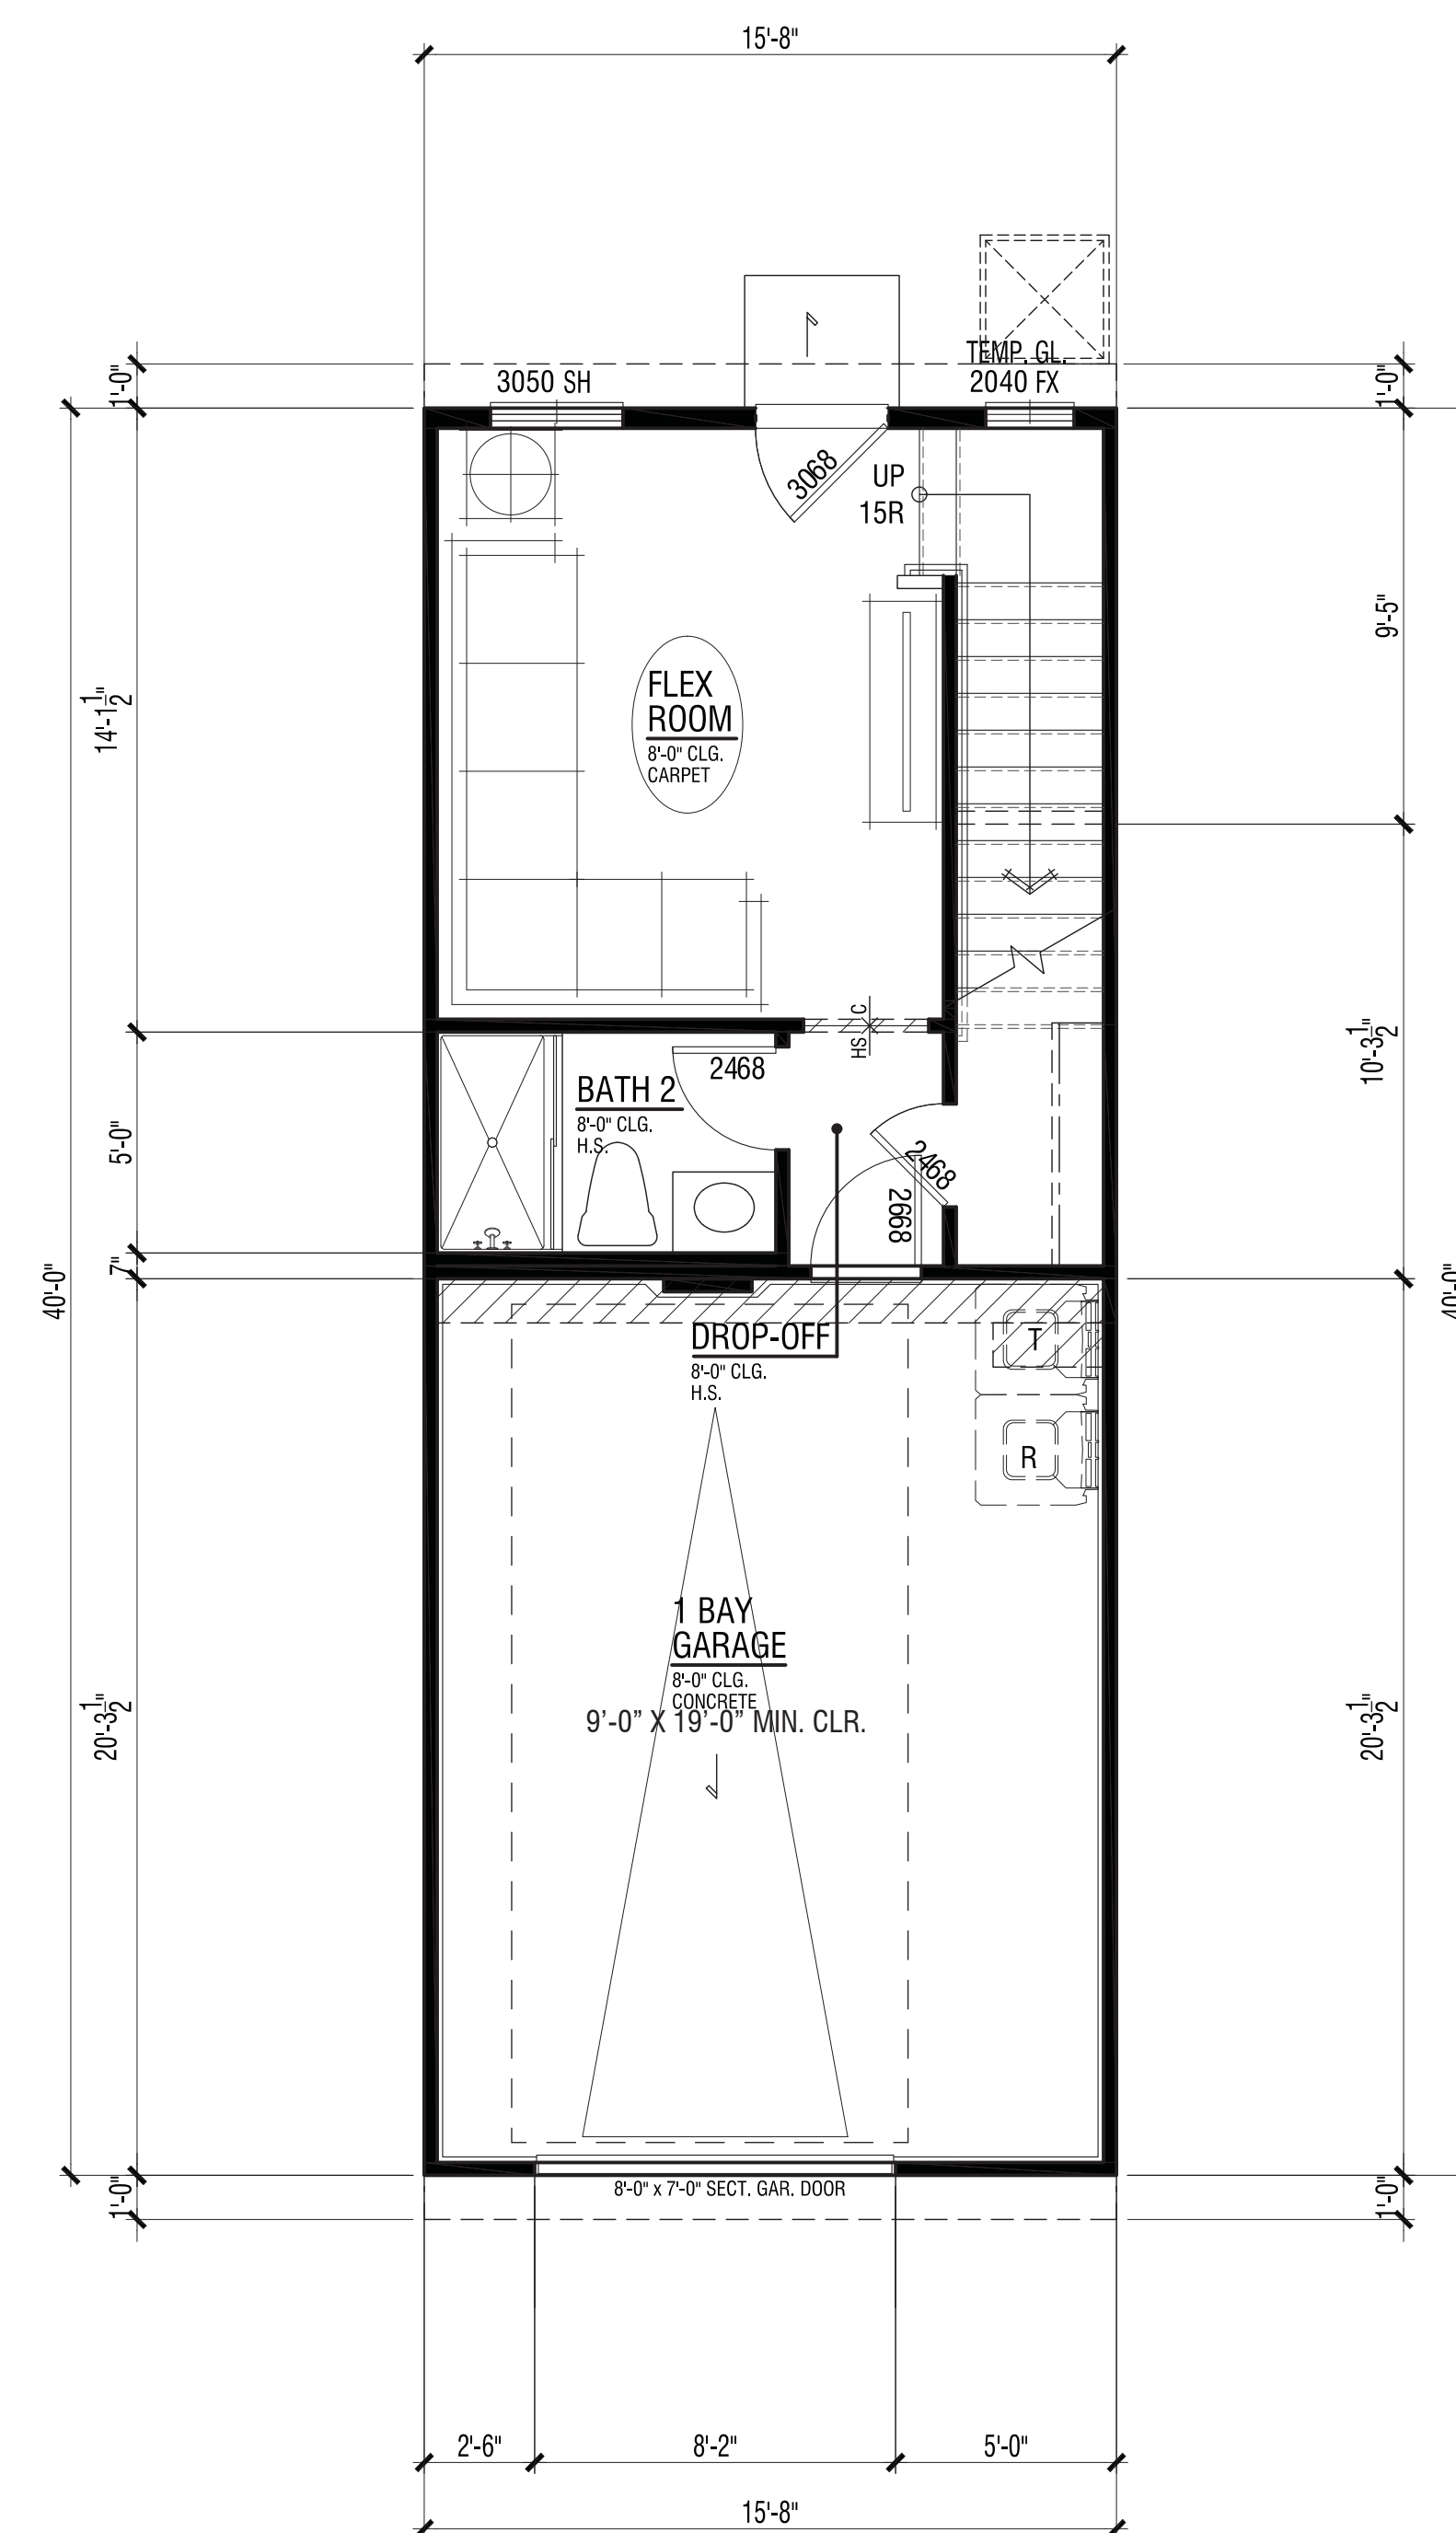 15'-8"
TEMP. GL.
3050 SH
2040 FX
1'-0"
1'-0"
3068
UP
15R
9'-5"
14'-1 1/2"
FLEX
ROOM
8'-0" CLG.
CARPET
HS
C
10'-3 1/2"
2468
BATH 2
8'-0" CLG.
H.S.
5'-0"
2468
2668
7"
40'-0"
40'-0"
DROP-OFF
8'-0" CLG.
H.S.
T
R
1 BAY
GARAGE
8'-0" CLG.
CONCRETE
9’-0” X 19’-0” MIN. CLR.
20'-3 1/2"
20'-3 1/2"
8'-0" x 7'-0" SECT. GAR. DOOR
1'-0"
1'-0"
2'-6"
8'-2"
5'-0"
15'-8"